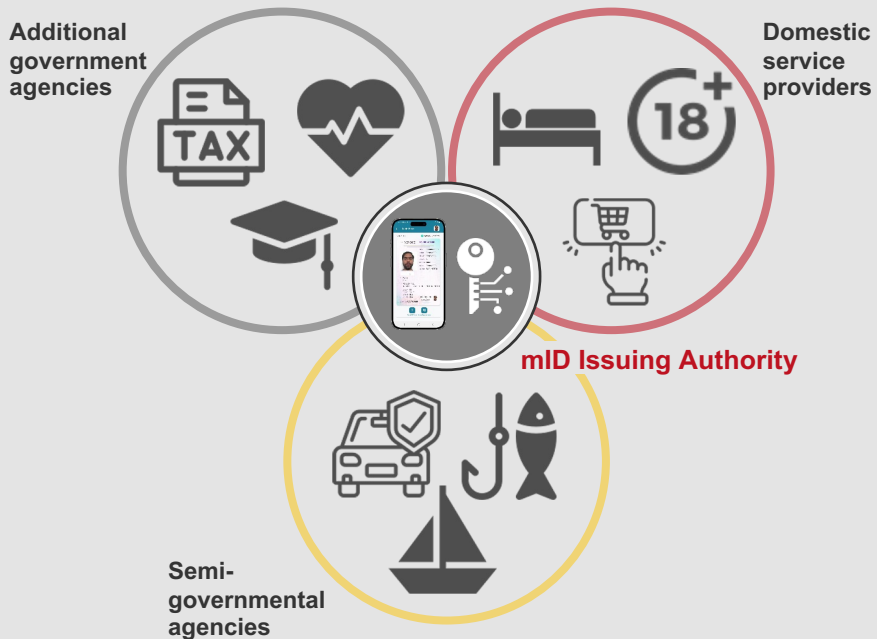 Additional
government
agencies
Domestic
service
providers
TAX
18+
mID Issuing Authority
Semi-
governmental
agencies